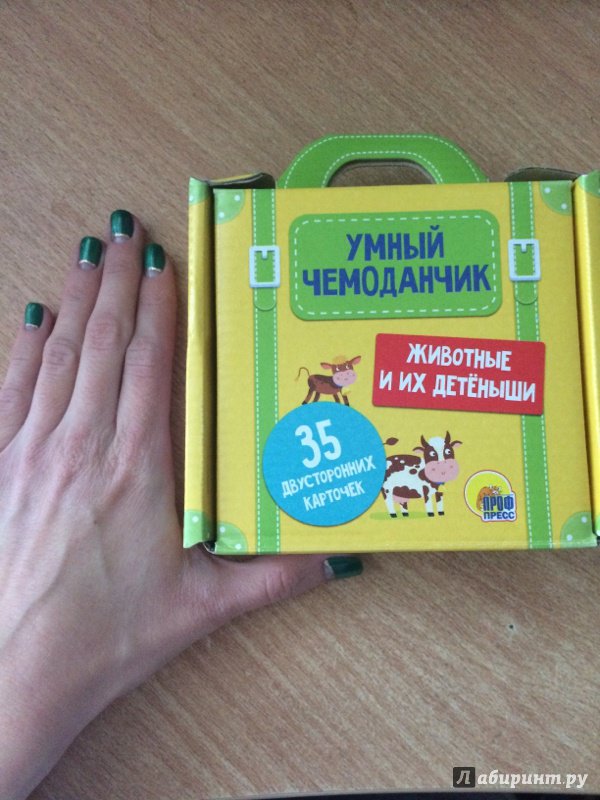 УМНЫЙ
ЧЕМОДАНЧИК
ЖИВОТНЫЕ
И ИХ ДЕТЁНЫШИ
35
ДВУСТОРОННИХ
КАРТОЧЕК
ПРОФ
ПРЕСС
Лабиринт.ру